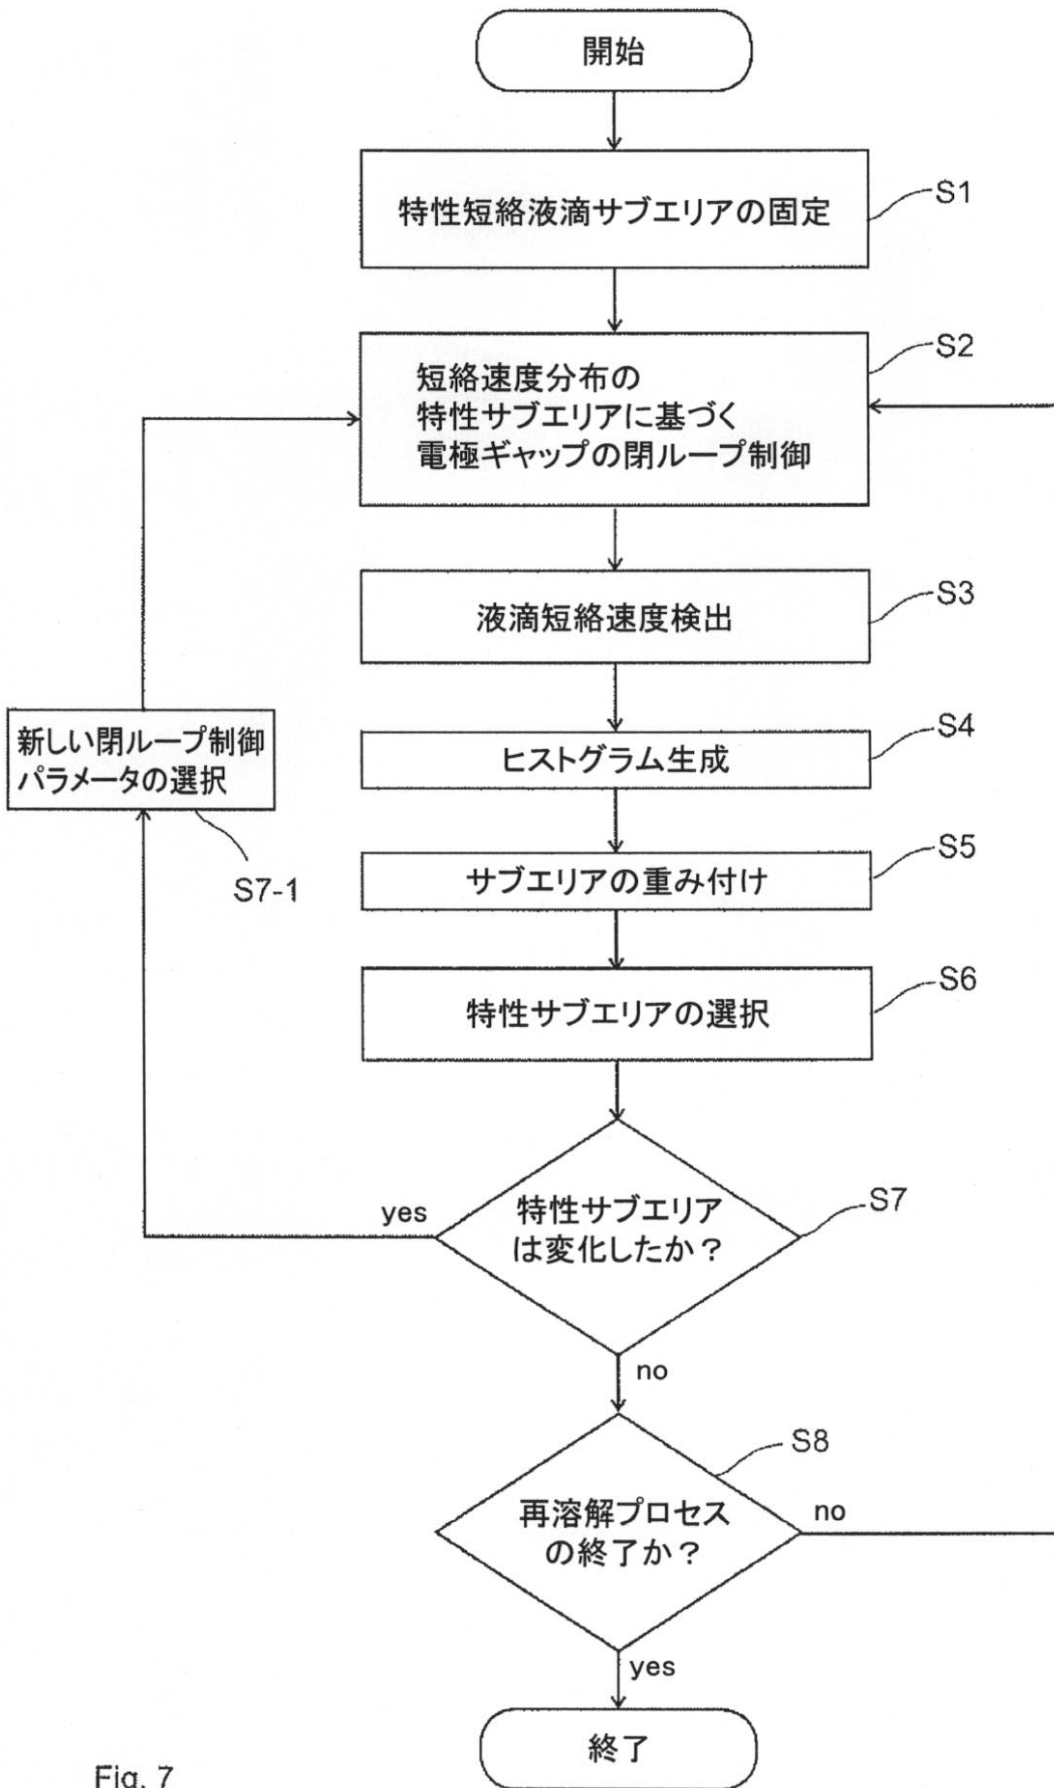 開始
特性短絡液滴サブエリアの固定
S1
短絡速度分布の
特性サブエリアに基づく
電極ギャップの閉ループ制御
S2
液滴短絡速度検出
S3
新しい閉ループ制御
パラメータの選択
S7-1
ヒストグラム生成
S4
サブエリアの重み付け
S5
特性サブエリアの選択
S6
特性サブエリア
は変化したか？
S7
yes
no
再溶解プロセス
の終了か？
S8
no
yes
終了
Fig. 7